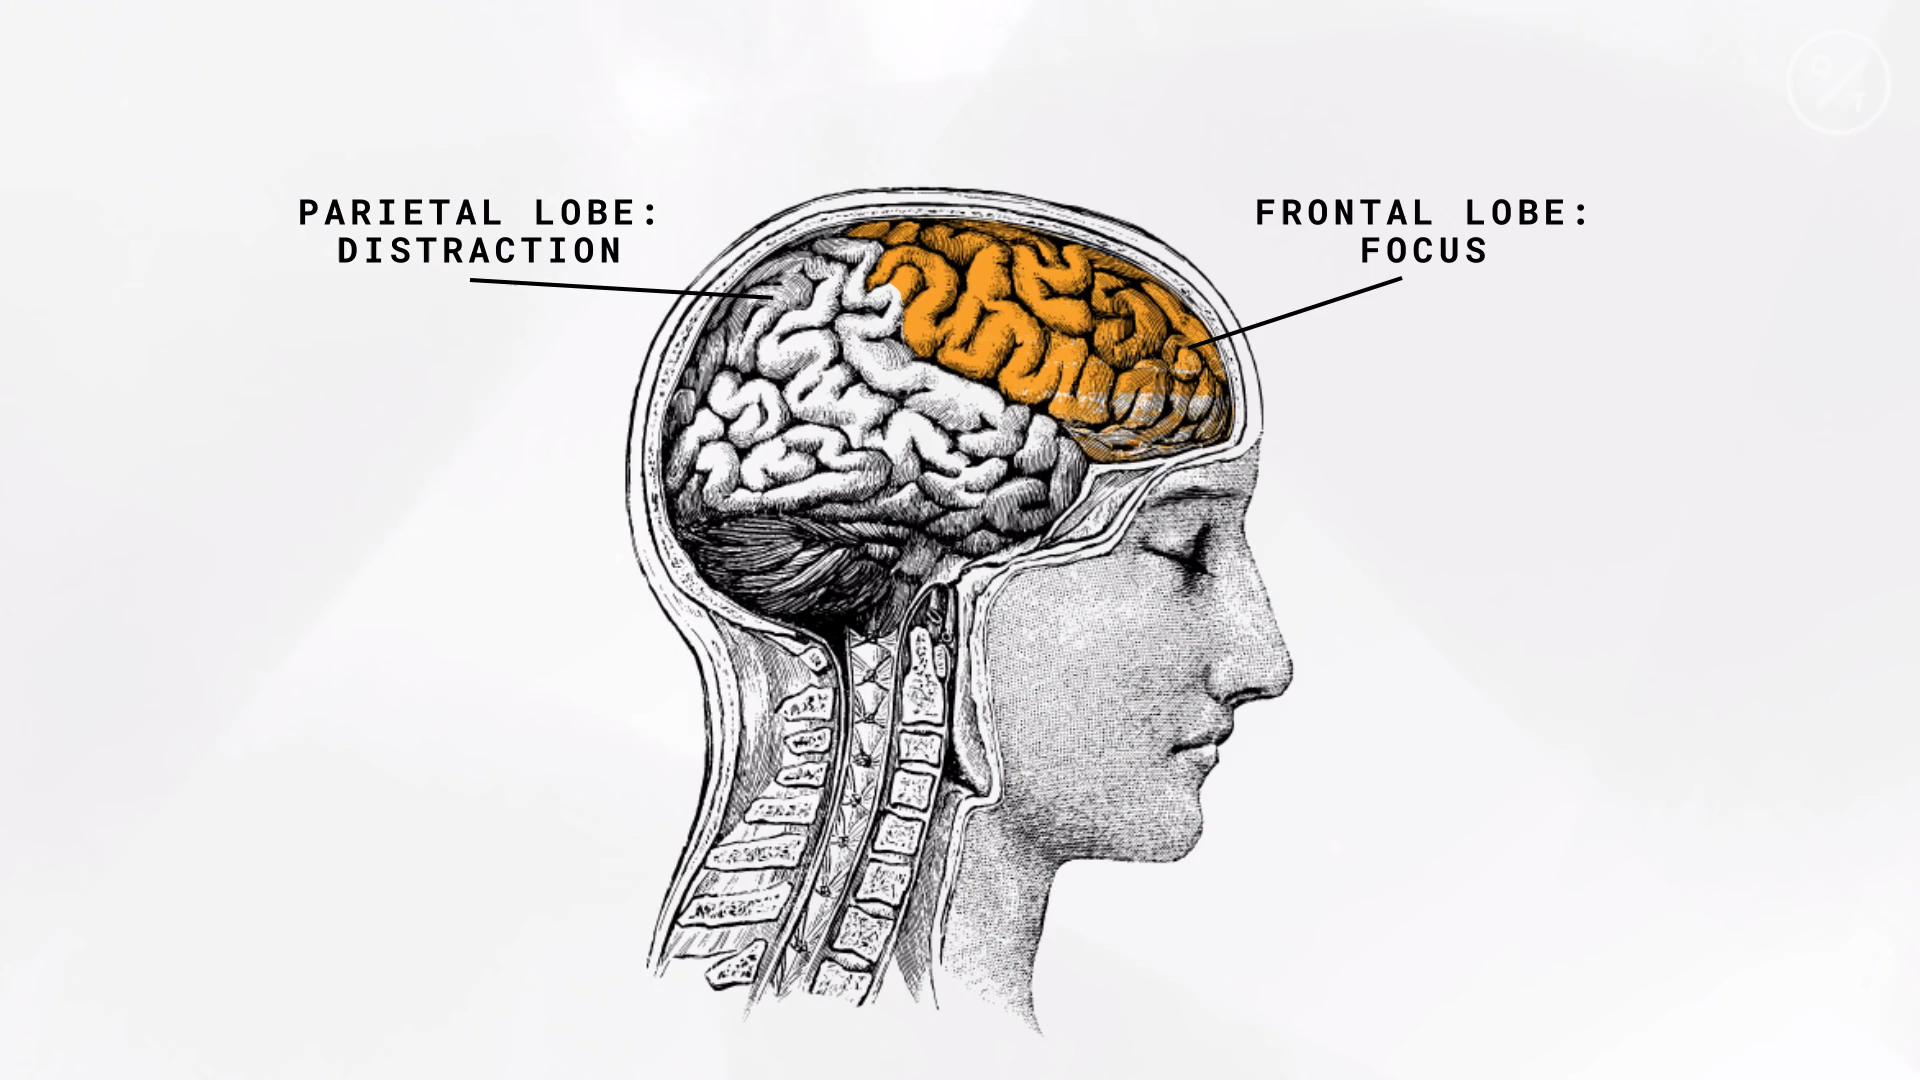 PARIETAL LOBE:
DISTRACTION
FRONTAL LOBE:
FOCUS